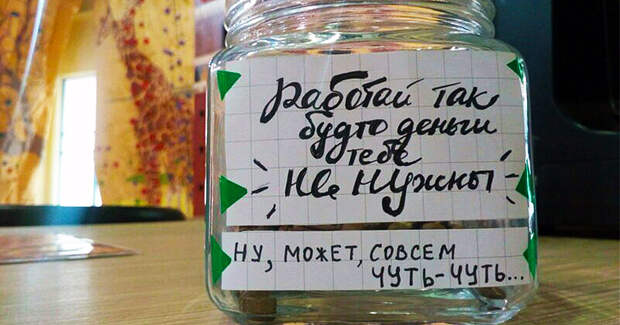 Работай так
будто деньги
тебе
не нужны
НУ, МОЖЕТ, СОВСЕМ
ЧУТЬ-ЧУТЬ...